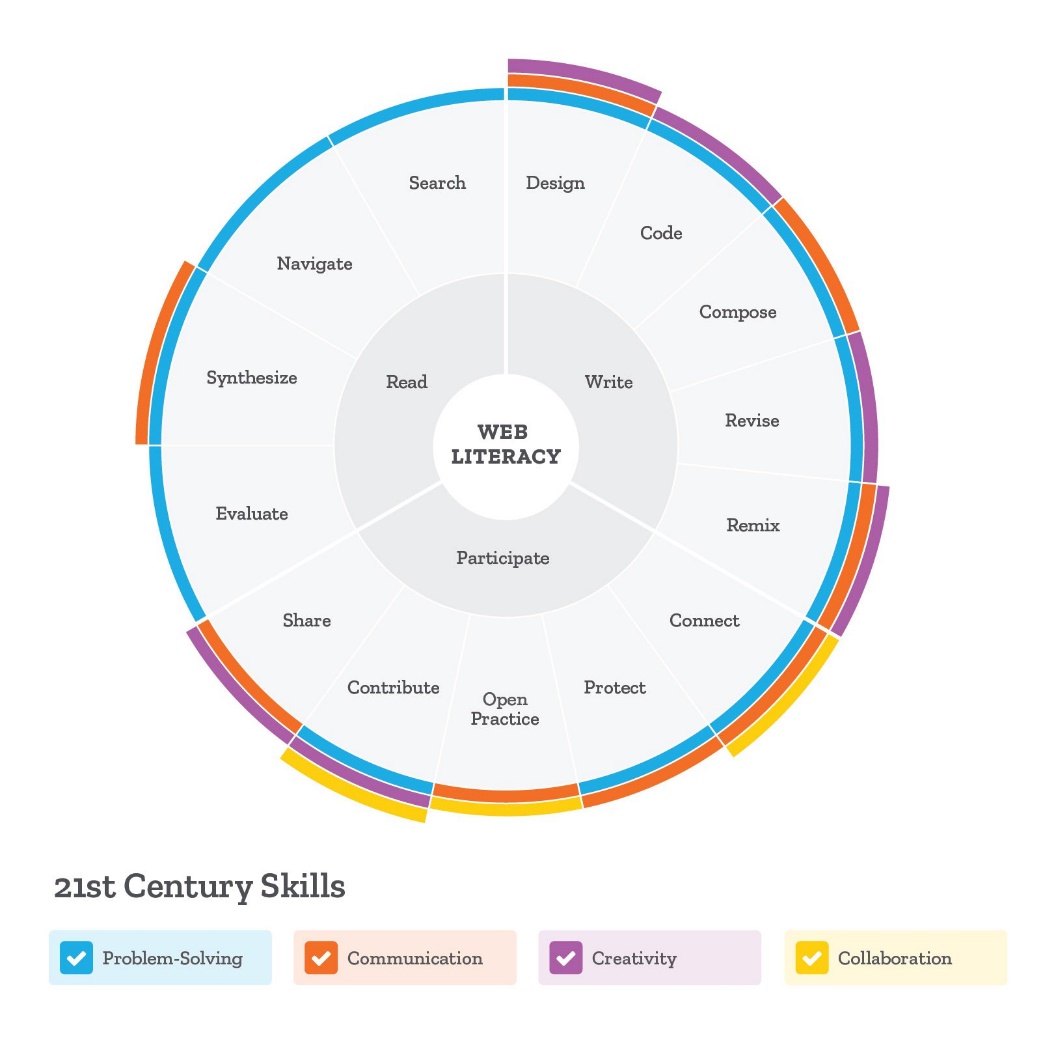 Search
Design
Code
Navigate
Compose
Synthesize
Read
Write
Revise
WEB
LITERACY
Evaluate
Remix
Participate
Share
Connect
Contribute
Open
Practice
Protect
21st Century Skills
Problem-Solving
Communication
Creativity
Collaboration